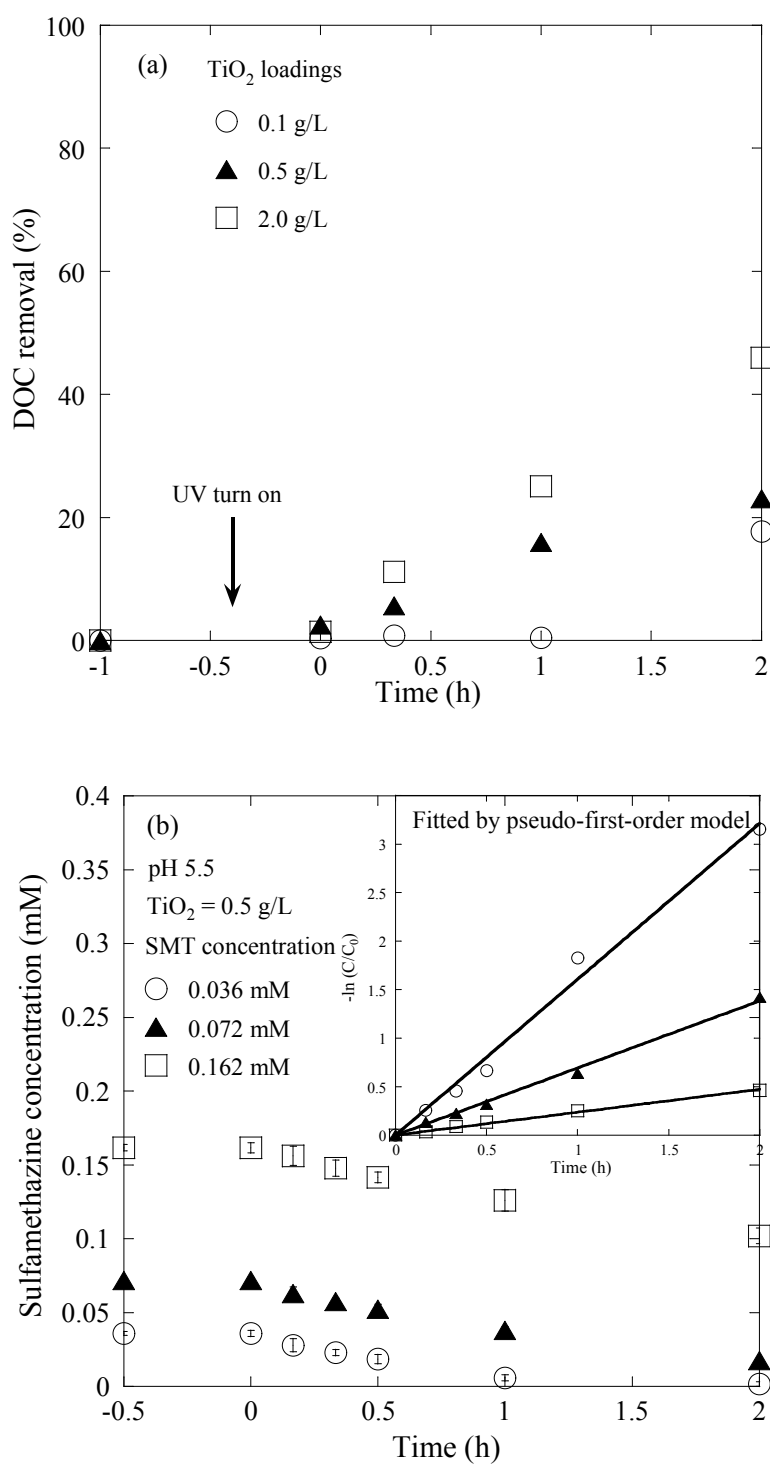 100
(a)
TiO₂ loadings
0.1 g/L
80
0.5 g/L
2.0 g/L
60
DOC removal (%)
40
UV turn on
20
0
-1 -0.5 0 0.5 1 1.5 2
Time (h)
0.4
(b)
Fitted by pseudo-first-order model
0.35
pH 5.5
TiO₂ = 0.5 g/L
0.3
SMT concentration
0.036 mM
0.25
0.072 mM
0.162 mM
0.2
Sulfamethazine concentration (mM)
0.15
0.1
0.05
0
-0.5 0 0.5 1 1.5 2
Time (h)
3
2.5
2
1.5
1
0.5
0
-ln (C/C₀)
0 0.5 1 1.5 2
Time (h)